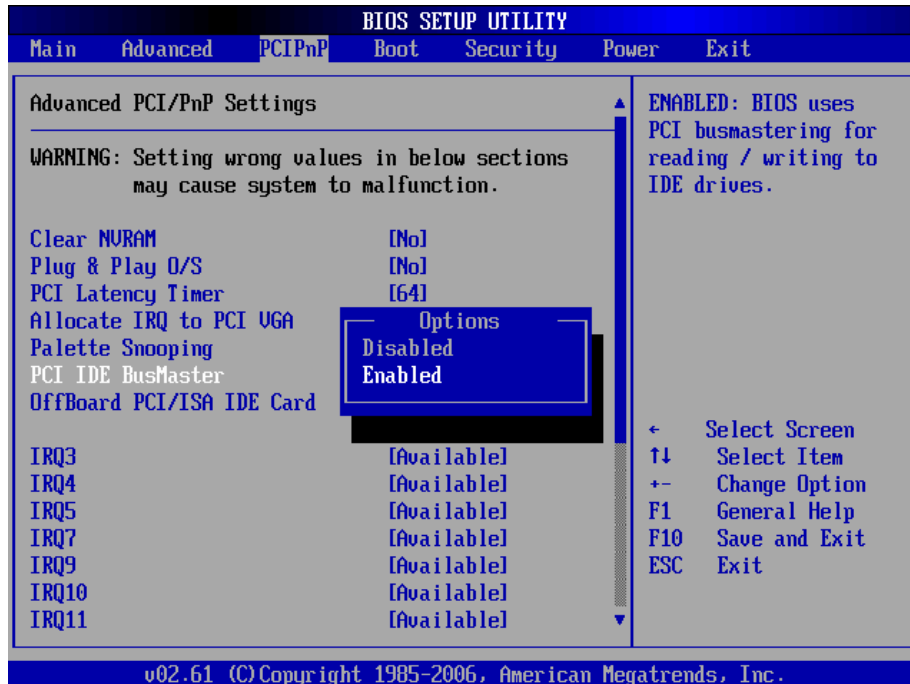 BIOS SETUP UTILITY
Main Advanced PCIPnP Boot Security Power Exit
Advanced PCI/PnP Settings
WARNING: Setting wrong values in below sections
may cause system to malfunction.
Clear NVRAM [No]
Plug & Play O/S [No]
PCI Latency Timer [64]
Allocate IRQ to PCI VGA
Palette Snooping
PCI IDE BusMaster
OffBoard PCI/ISA IDE Card
Options
Disabled
Enabled
IRQ3 [Available]
IRQ4 [Available]
IRQ5 [Available]
IRQ7 [Available]
IRQ9 [Available]
IRQ10 [Available]
IRQ11 [Available]
ENABLED: BIOS uses
PCI busmastering for
reading / writing to
IDE drives.
← Select Screen
↑↓ Select Item
+- Change Option
F1 General Help
F10 Save and Exit
ESC Exit
v02.61 (C)Copyright 1985-2006, American Megatrends, Inc.